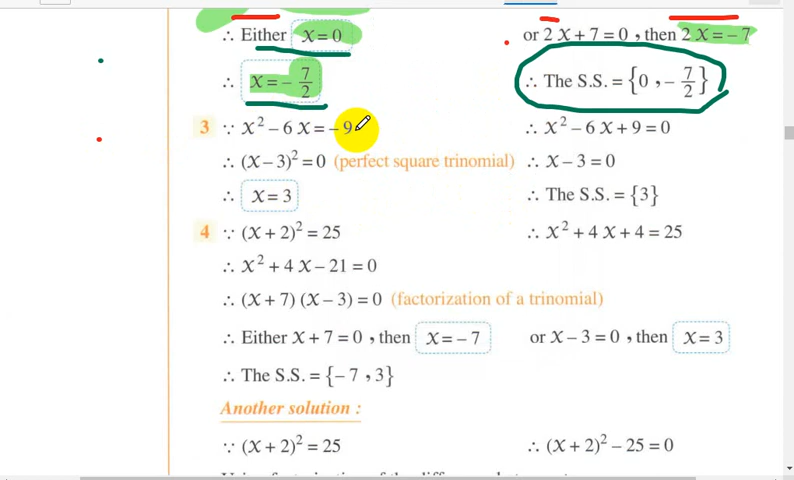 ∴ Either X = 0 or 2 X + 7 = 0 , then 2 X = – 7
∴ X = – 7/2 ∴ The S.S. = {0 , – 7/2}
3 ∵ X² – 6 X = – 9 ∴ X² – 6 X + 9 = 0
∴ (X – 3)² = 0 (perfect square trinomial) ∴ X – 3 = 0
∴ X = 3 ∴ The S.S. = {3}
4 ∵ (X + 2)² = 25 ∴ X² + 4 X + 4 = 25
∴ X² + 4 X – 21 = 0
∴ (X + 7) (X – 3) = 0 (factorization of a trinomial)
∴ Either X + 7 = 0 , then X = – 7 or X – 3 = 0 , then X = 3
∴ The S.S. = {– 7 , 3}
Another solution :
∵ (X + 2)² = 25 ∴ (X + 2)² – 25 = 0